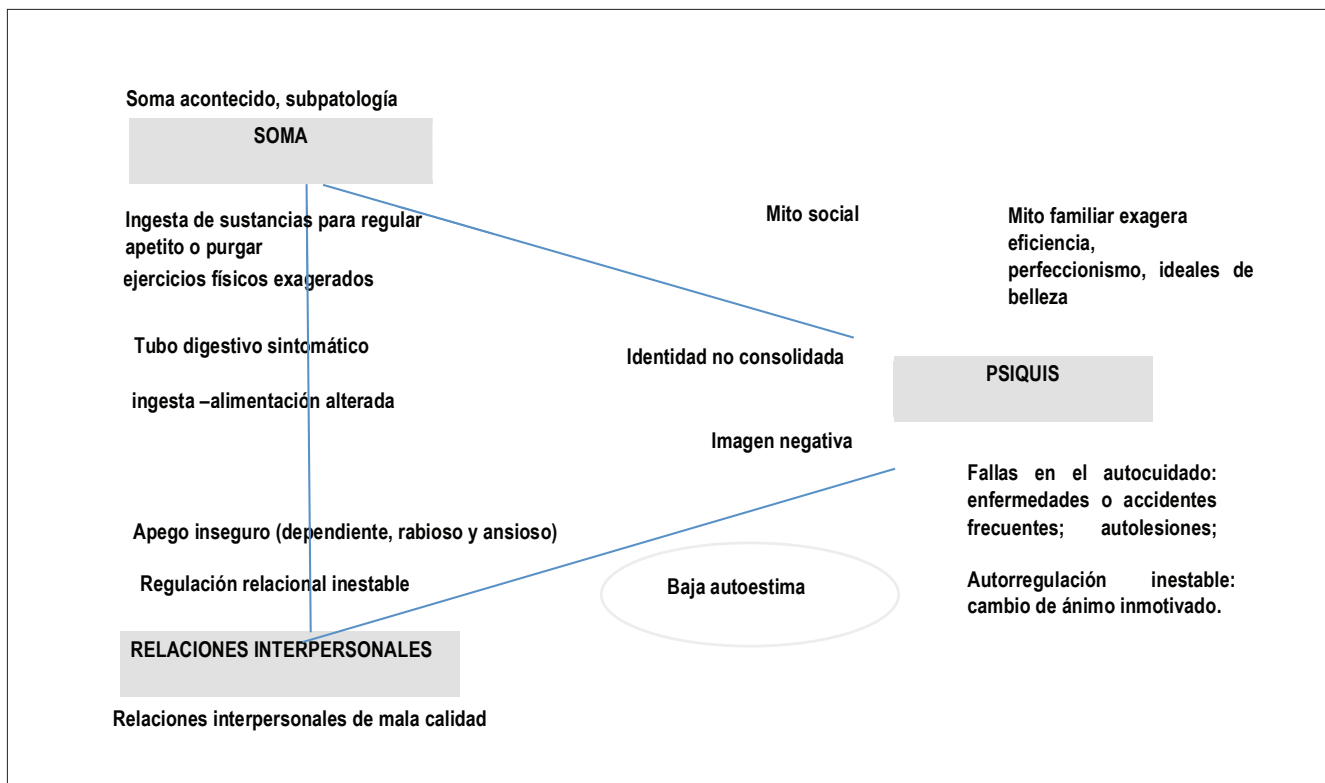 Soma acontecido, subpatología
SOMA
Ingesta de sustancias para regular
apetito o purgar
ejercicios físicos exagerados
Tubo digestivo sintomático
ingesta –alimentación alterada
Apego inseguro (dependiente, rabioso y ansioso)
Regulación relacional inestable
RELACIONES INTERPERSONALES
Relaciones interpersonales de mala calidad
Mito social
Identidad no consolidada
Imagen negativa
Baja autoestima
Mito familiar exagera
eficiencia,
perfeccionismo, ideales de
belleza
PSIQUIS
Fallas en el autocuidado:
enfermedades o accidentes
frecuentes; autolesiones;
Autorregulación inestable:
cambio de ánimo inmotivado.